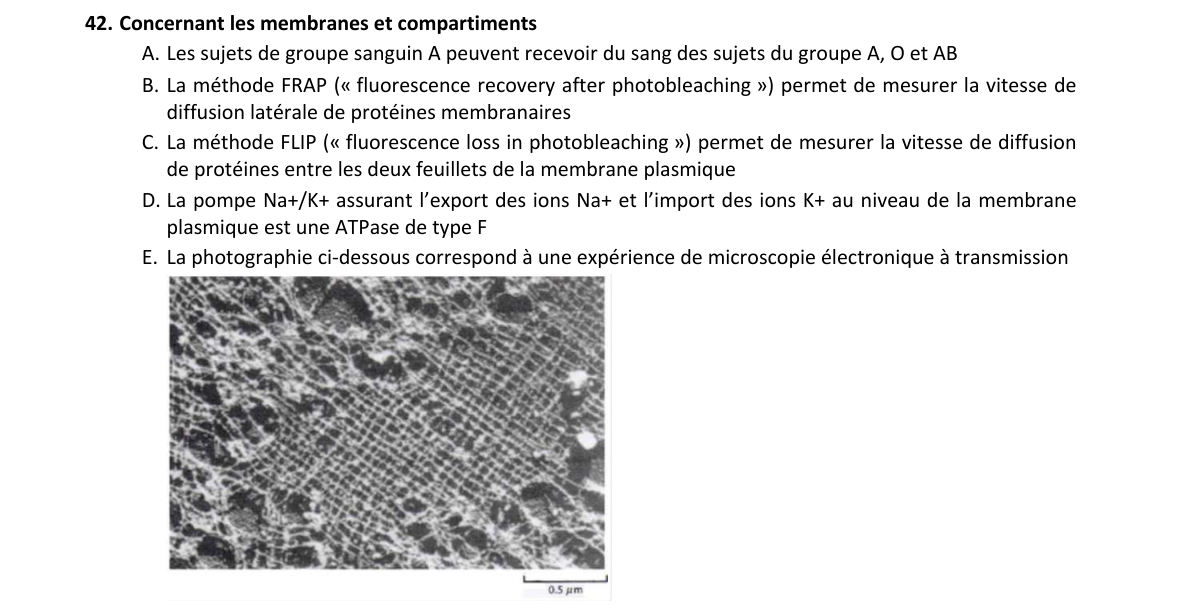 42. Concernant les membranes et compartiments
A. Les sujets de groupe sanguin A peuvent recevoir du sang des sujets du groupe A, O et AB
B. La méthode FRAP (« fluorescence recovery after photobleaching ») permet de mesurer la vitesse de
diffusion latérale de protéines membranaires
C. La méthode FLIP (« fluorescence loss in photobleaching ») permet de mesurer la vitesse de diffusion
de protéines entre les deux feuillets de la membrane plasmique
D. La pompe Na+/K+ assurant l’export des ions Na+ et l’import des ions K+ au niveau de la membrane
plasmique est une ATPase de type F
E. La photographie ci-dessous correspond à une expérience de microscopie électronique à transmission
0.5 µm